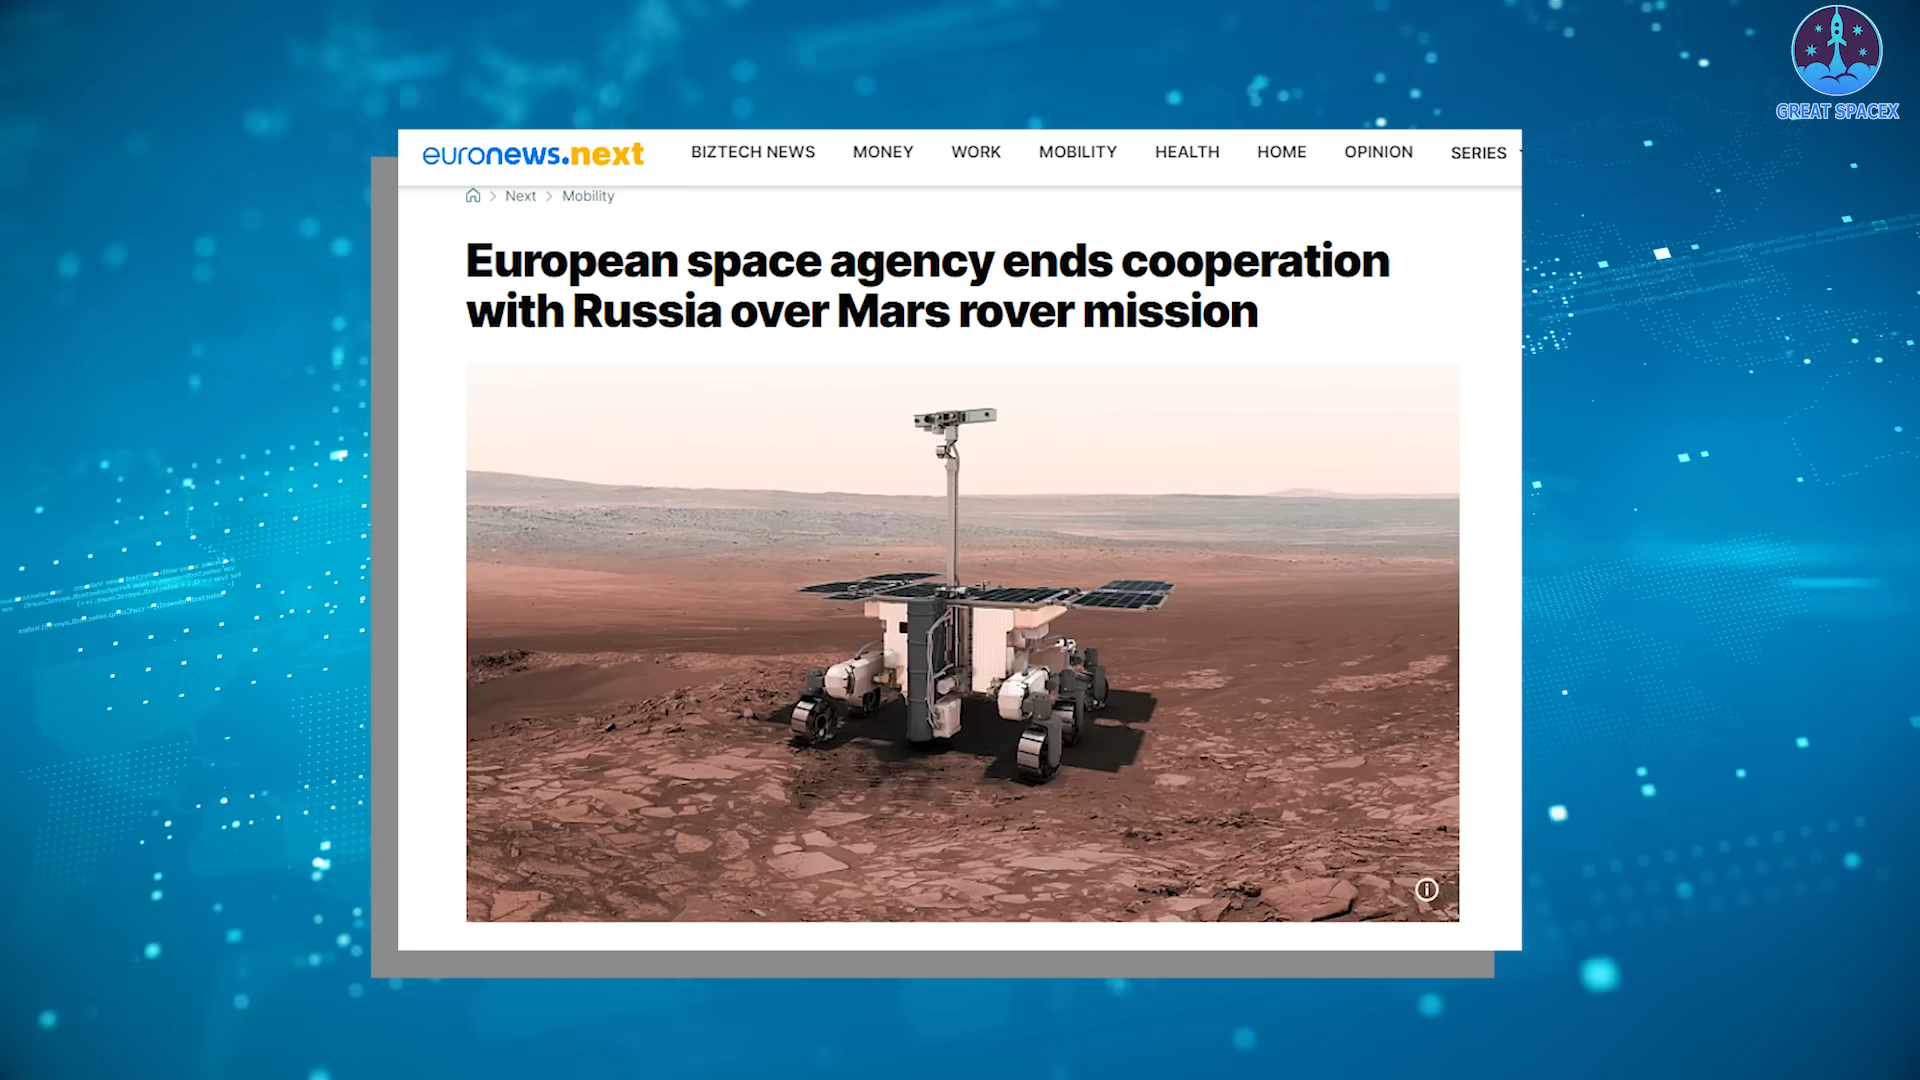 GREAT SPACEX
euronews.next
BIZTECH NEWS MONEY WORK MOBILITY HEALTH HOME OPINION SERIES
Next > Mobility
European space agency ends cooperation
with Russia over Mars rover mission